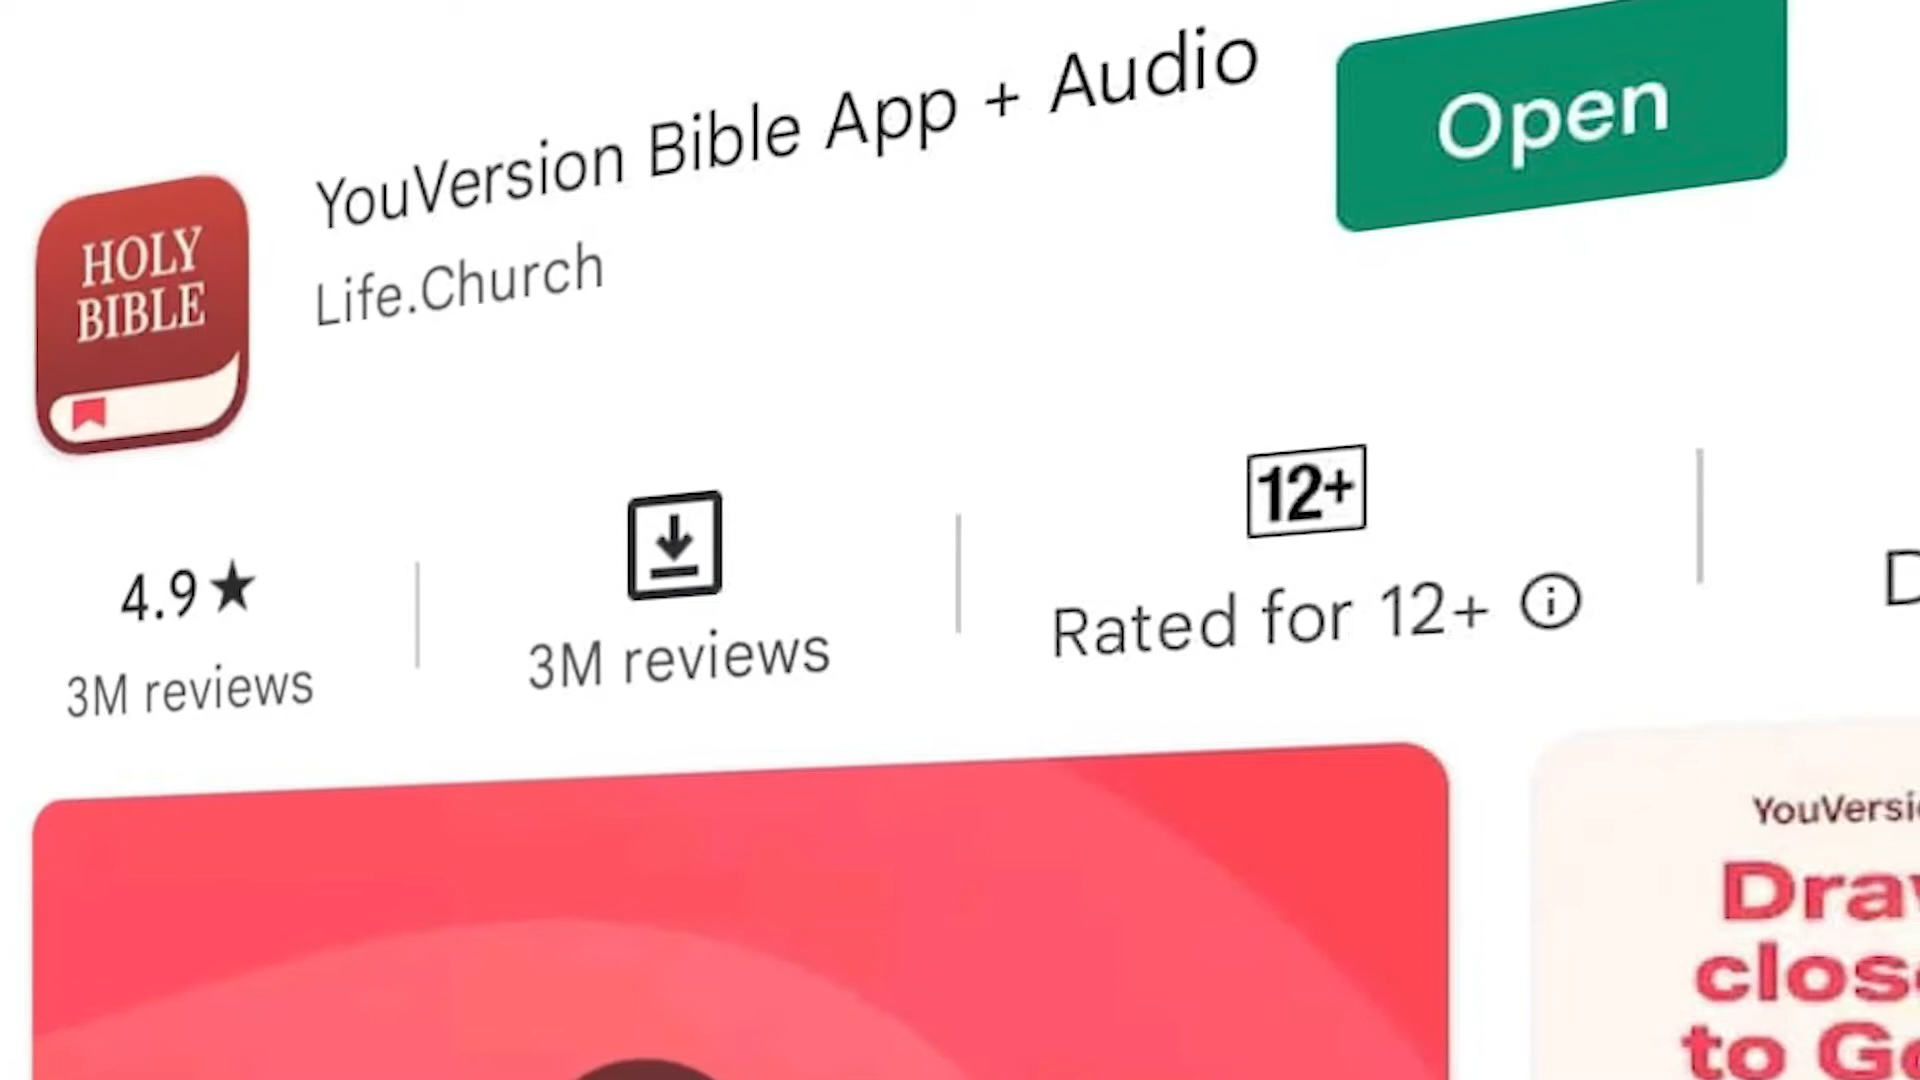 YouVersion Bible App + Audio
Open
Life.Church
HOLY
BIBLE
4.9★
3M reviews
3M reviews
12+
Rated for 12+
D
YouVersi
Dra
close
to G